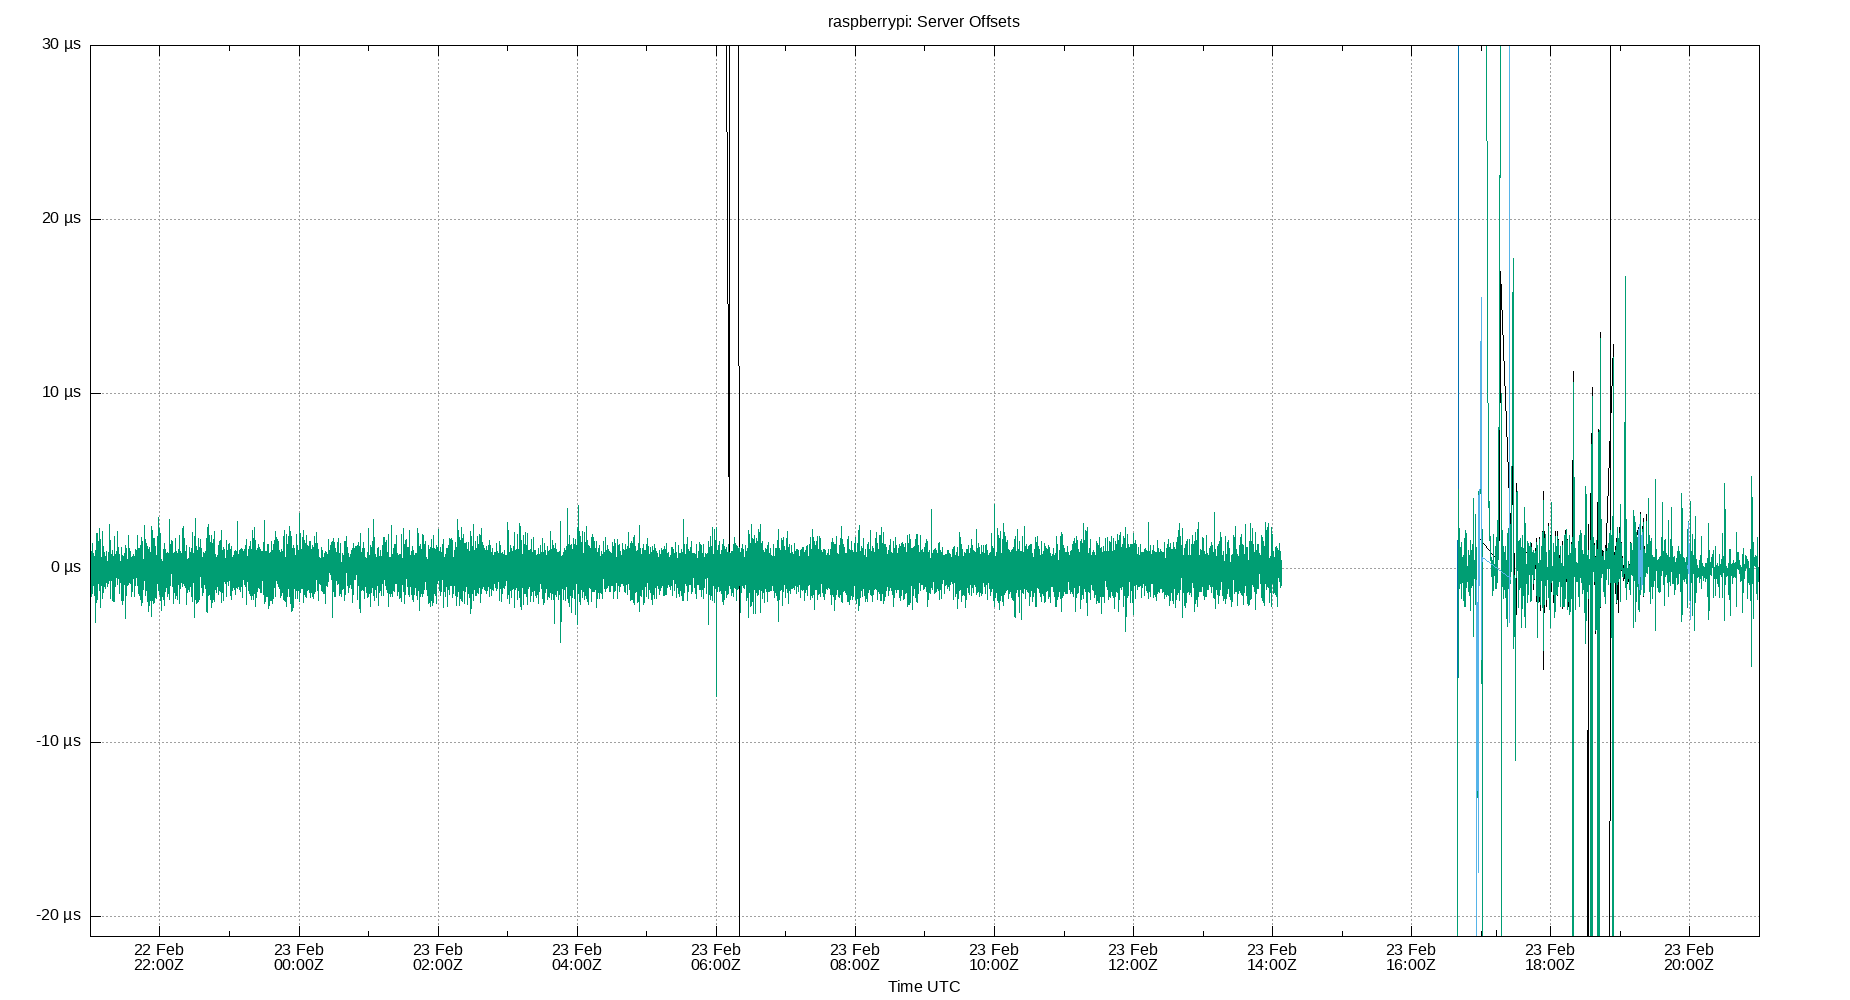 raspberrypi: Server Offsets
30 µs
20 µs
10 µs
0 µs
-10 µs
-20 µs
22 Feb 23 Feb 23 Feb 23 Feb 23 Feb 23 Feb 23 Feb 23 Feb 23 Feb 23 Feb 23 Feb 23 Feb
22:00Z 00:00Z 02:00Z 04:00Z 06:00Z 08:00Z 10:00Z 12:00Z 14:00Z 16:00Z 18:00Z 20:00Z
Time UTC